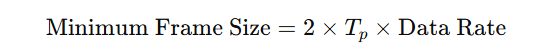 Minimum Frame Size = 2 × T_p × Data Rate